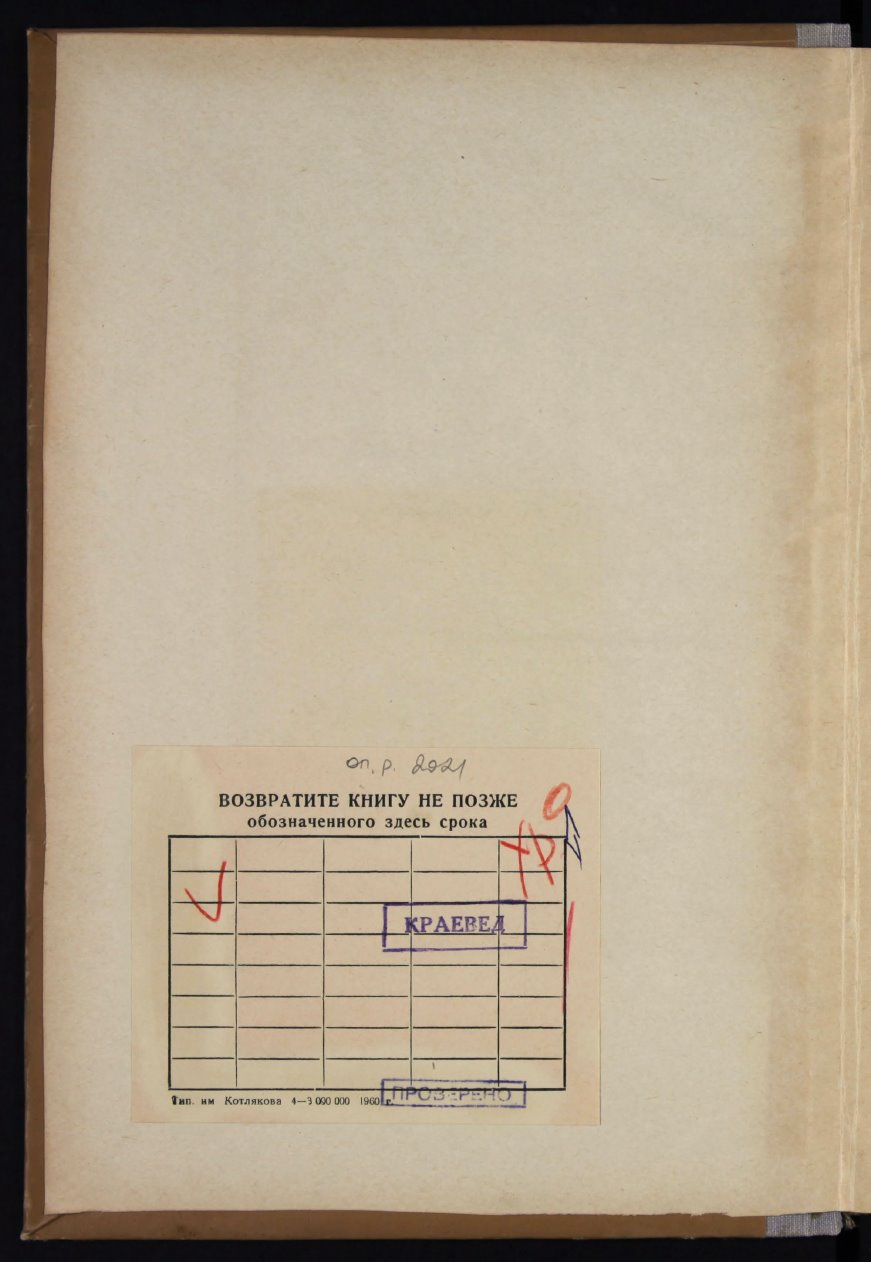 оп. р. 2021
ВОЗВРАТИТЕ КНИГУ НЕ ПОЗЖЕ
обозначенного здесь срока
КРАЕВЕД
ПРОВЕРЕНО
Тип. им Котлякова 4—3 000 000 1960 г.